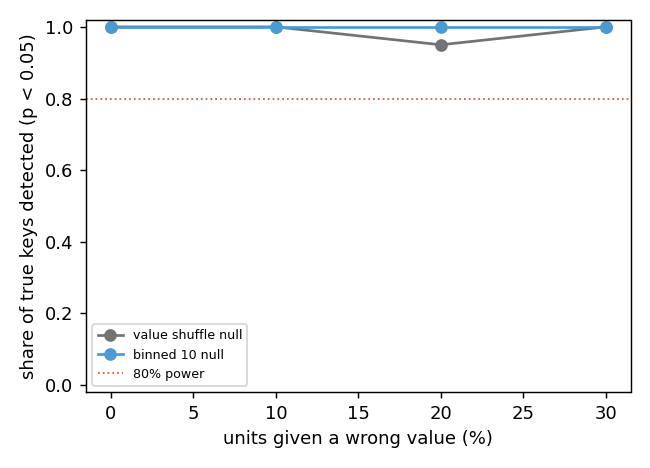 share of true keys detected (p < 0.05)
1.0
0.8
0.6
0.4
0.2
0.0
value shuffle null
binned 10 null
80% power
0
5
10
15
20
25
30
units given a wrong value (%)